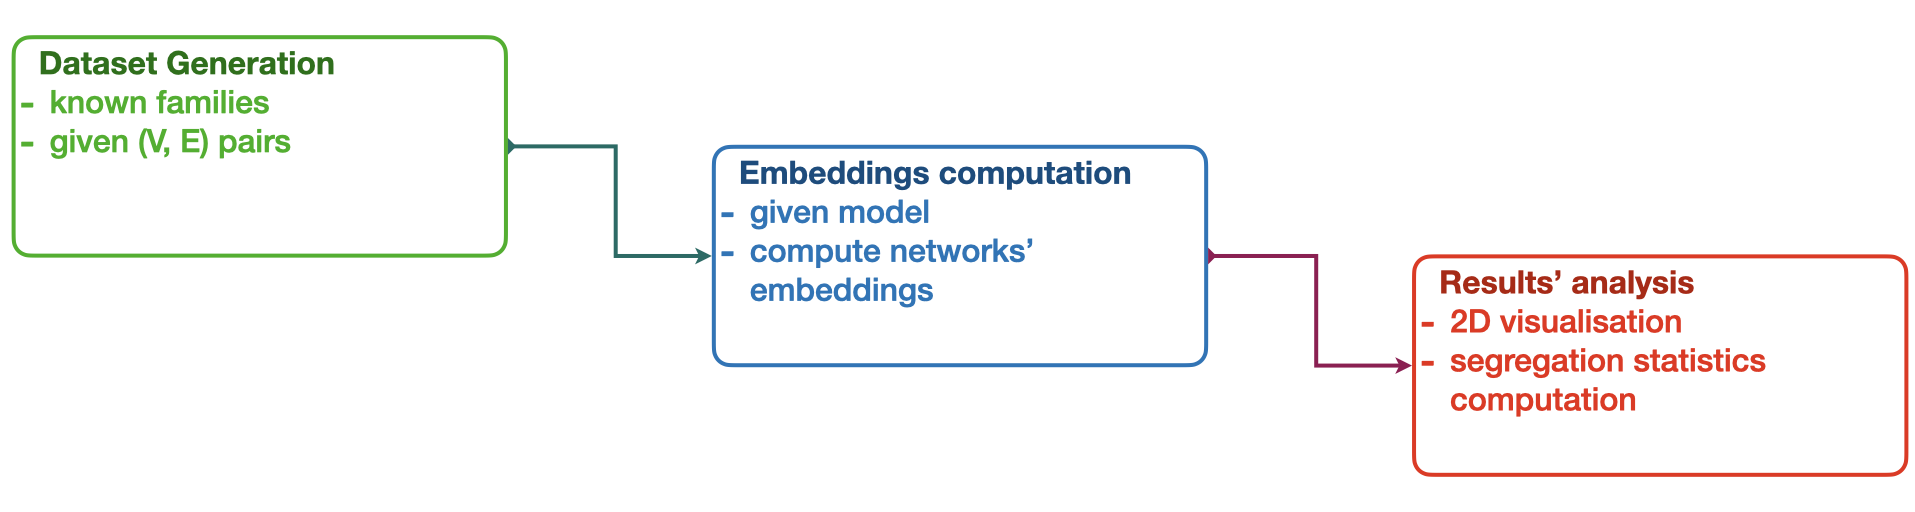 Dataset Generation
- known families
- given (V, E) pairs
Embeddings computation
- given model
- compute networks’
embeddings
Results’ analysis
- 2D visualisation
- segregation statistics
computation